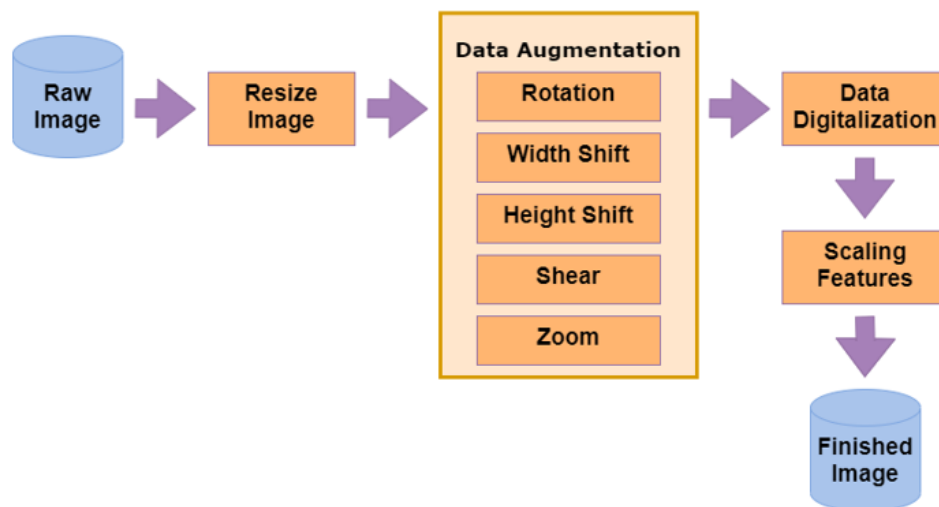 Raw
Image
Resize
Image
Data Augmentation
Rotation
Width Shift
Height Shift
Shear
Zoom
Data
Digitalization
Scaling
Features
Finished
Image